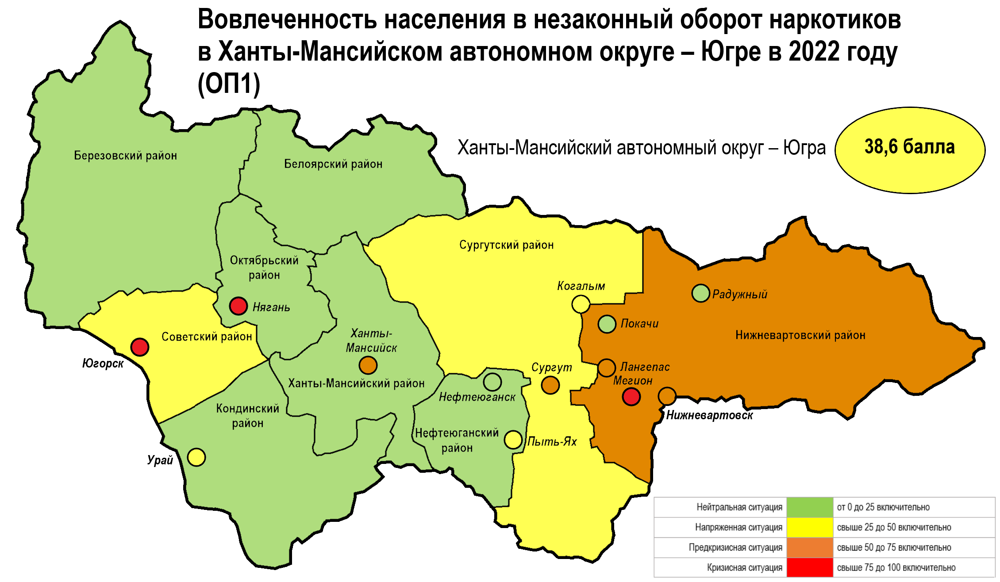 Вовлеченность населения в незаконный оборот наркотиков
в Ханты-Мансийском автономном округе – Югре в 2022 году
(ОП1)
Ханты-Мансийский автономный округ – Югра
38,6 балла
Березовский район
Белоярский район
Сургутский район
Октябрьский
район
Когалым
Радужный
Нягань
Покачи
Советский район
Ханты-
Мансийск
Нижневартовский район
Югорск
Сургут
Лангепас
Мегион
Ханты-Мансийский район
Нефтеюганск
Кондинский
район
Нижневартовск
Нефтеюганский
район
Пыть-Ях
Урай
Нейтральная ситуация от 0 до 25 включительно
Напряженная ситуация свыше 25 до 50 включительно
Предкризисная ситуация свыше 50 до 75 включительно
Кризисная ситуация свыше 75 до 100 включительно